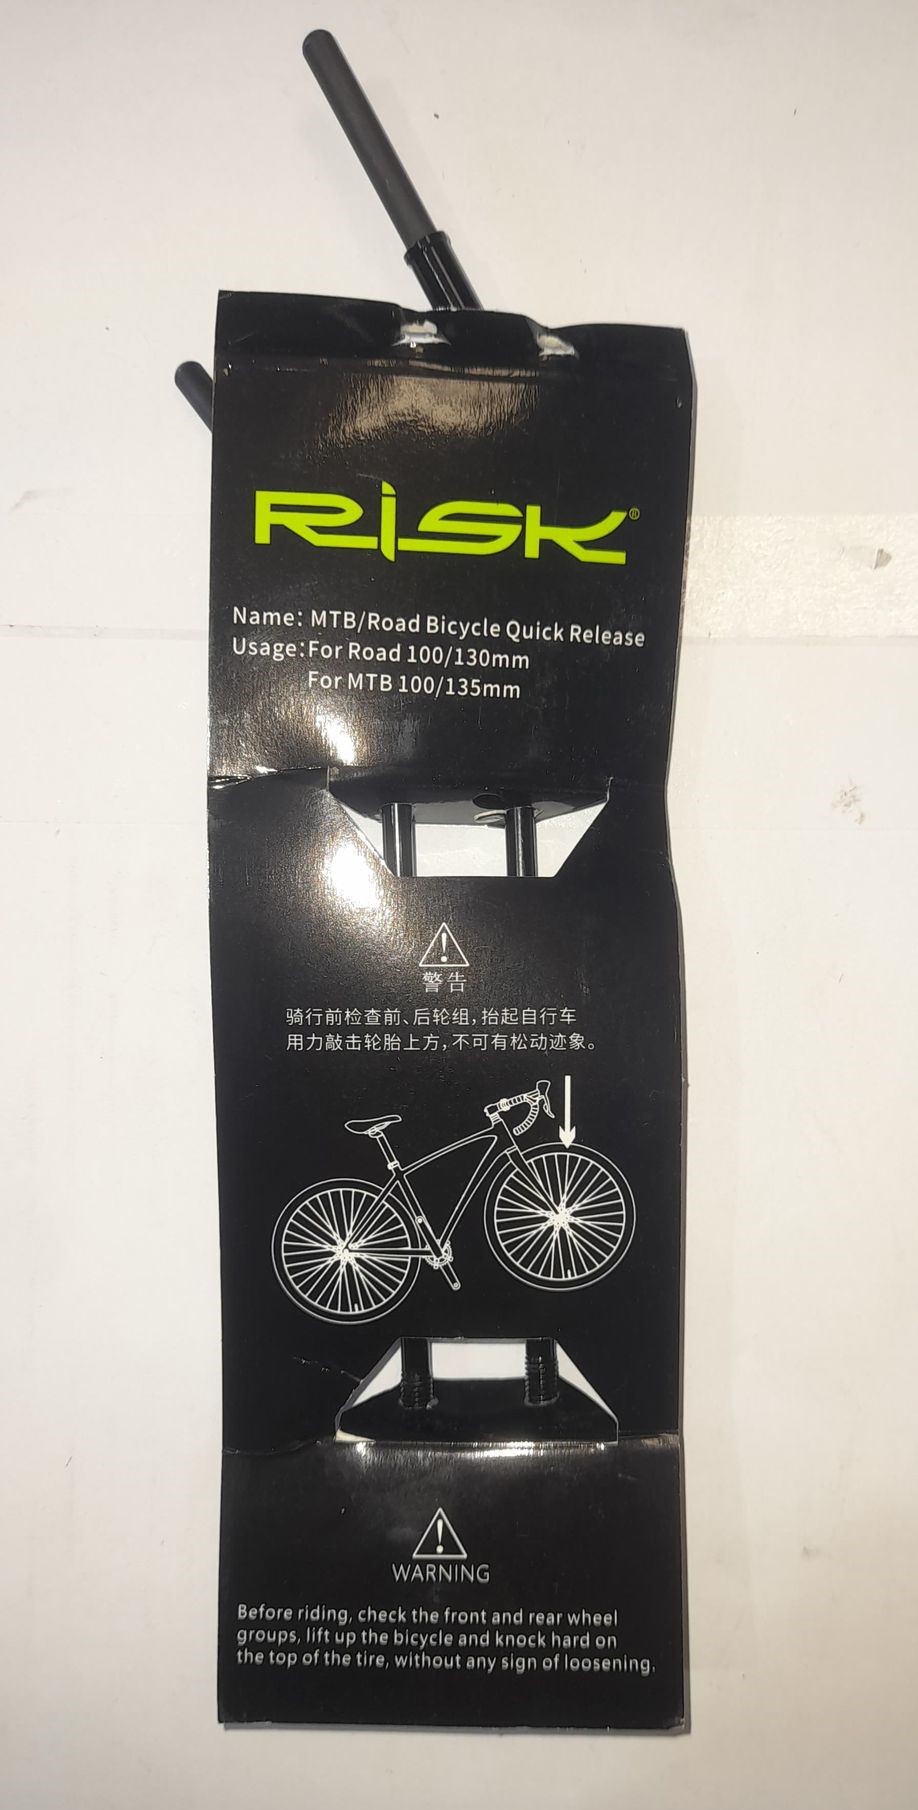 RiSK®
Name: MTB/Road Bicycle Quick Release
Usage:For Road 100/130mm
For MTB 100/135mm
警告
骑行前检查前、后轮组,抬起自行车
用力敲击轮胎上方,不可有松动迹象。
WARNING
Before riding, check the front and rear wheel
groups, lift up the bicycle and knock hard on
the top of the tire, without any sign of loosening.